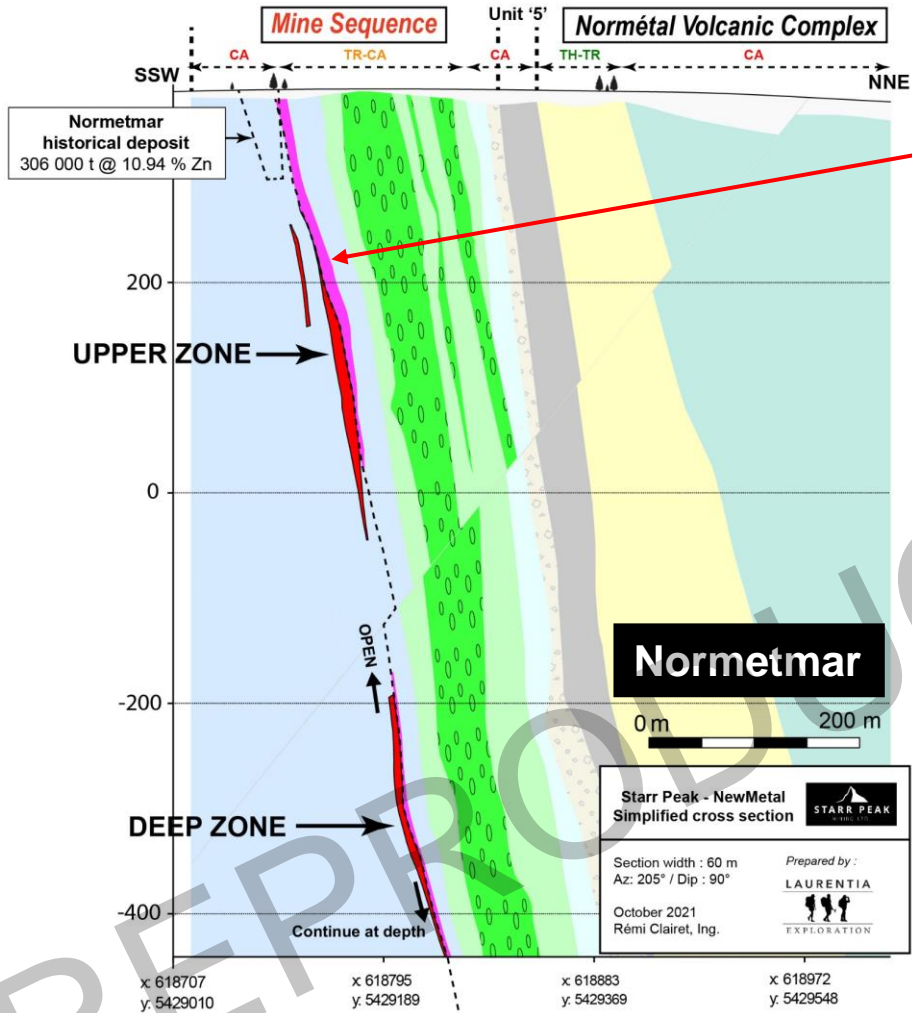 Mine Sequence
Unit ‘5’
Normétal Volcanic Complex
CA
TR-CA
CA
TH-TR
CA
SSW
NNE
Normetmar
historical deposit
306 000 t @ 10.94 % Zn
200
UPPER ZONE
0
OPEN
-200
Normetmar
0 m
200 m
DEEP ZONE
Starr Peak - NewMetal
Simplified cross section
STARR PEAK
MINING LTD
Section width : 60 m
Az: 205° / Dip : 90°
October 2021
Rémi Clairet, Ing.
Prepared by :
LAURENTIA
EXPLORATION
-400
Continue at depth
x: 618707
y: 5429010
x: 618795
y: 5429189
x: 618883
y: 5429369
x: 618972
y: 5429548
REPRODUC